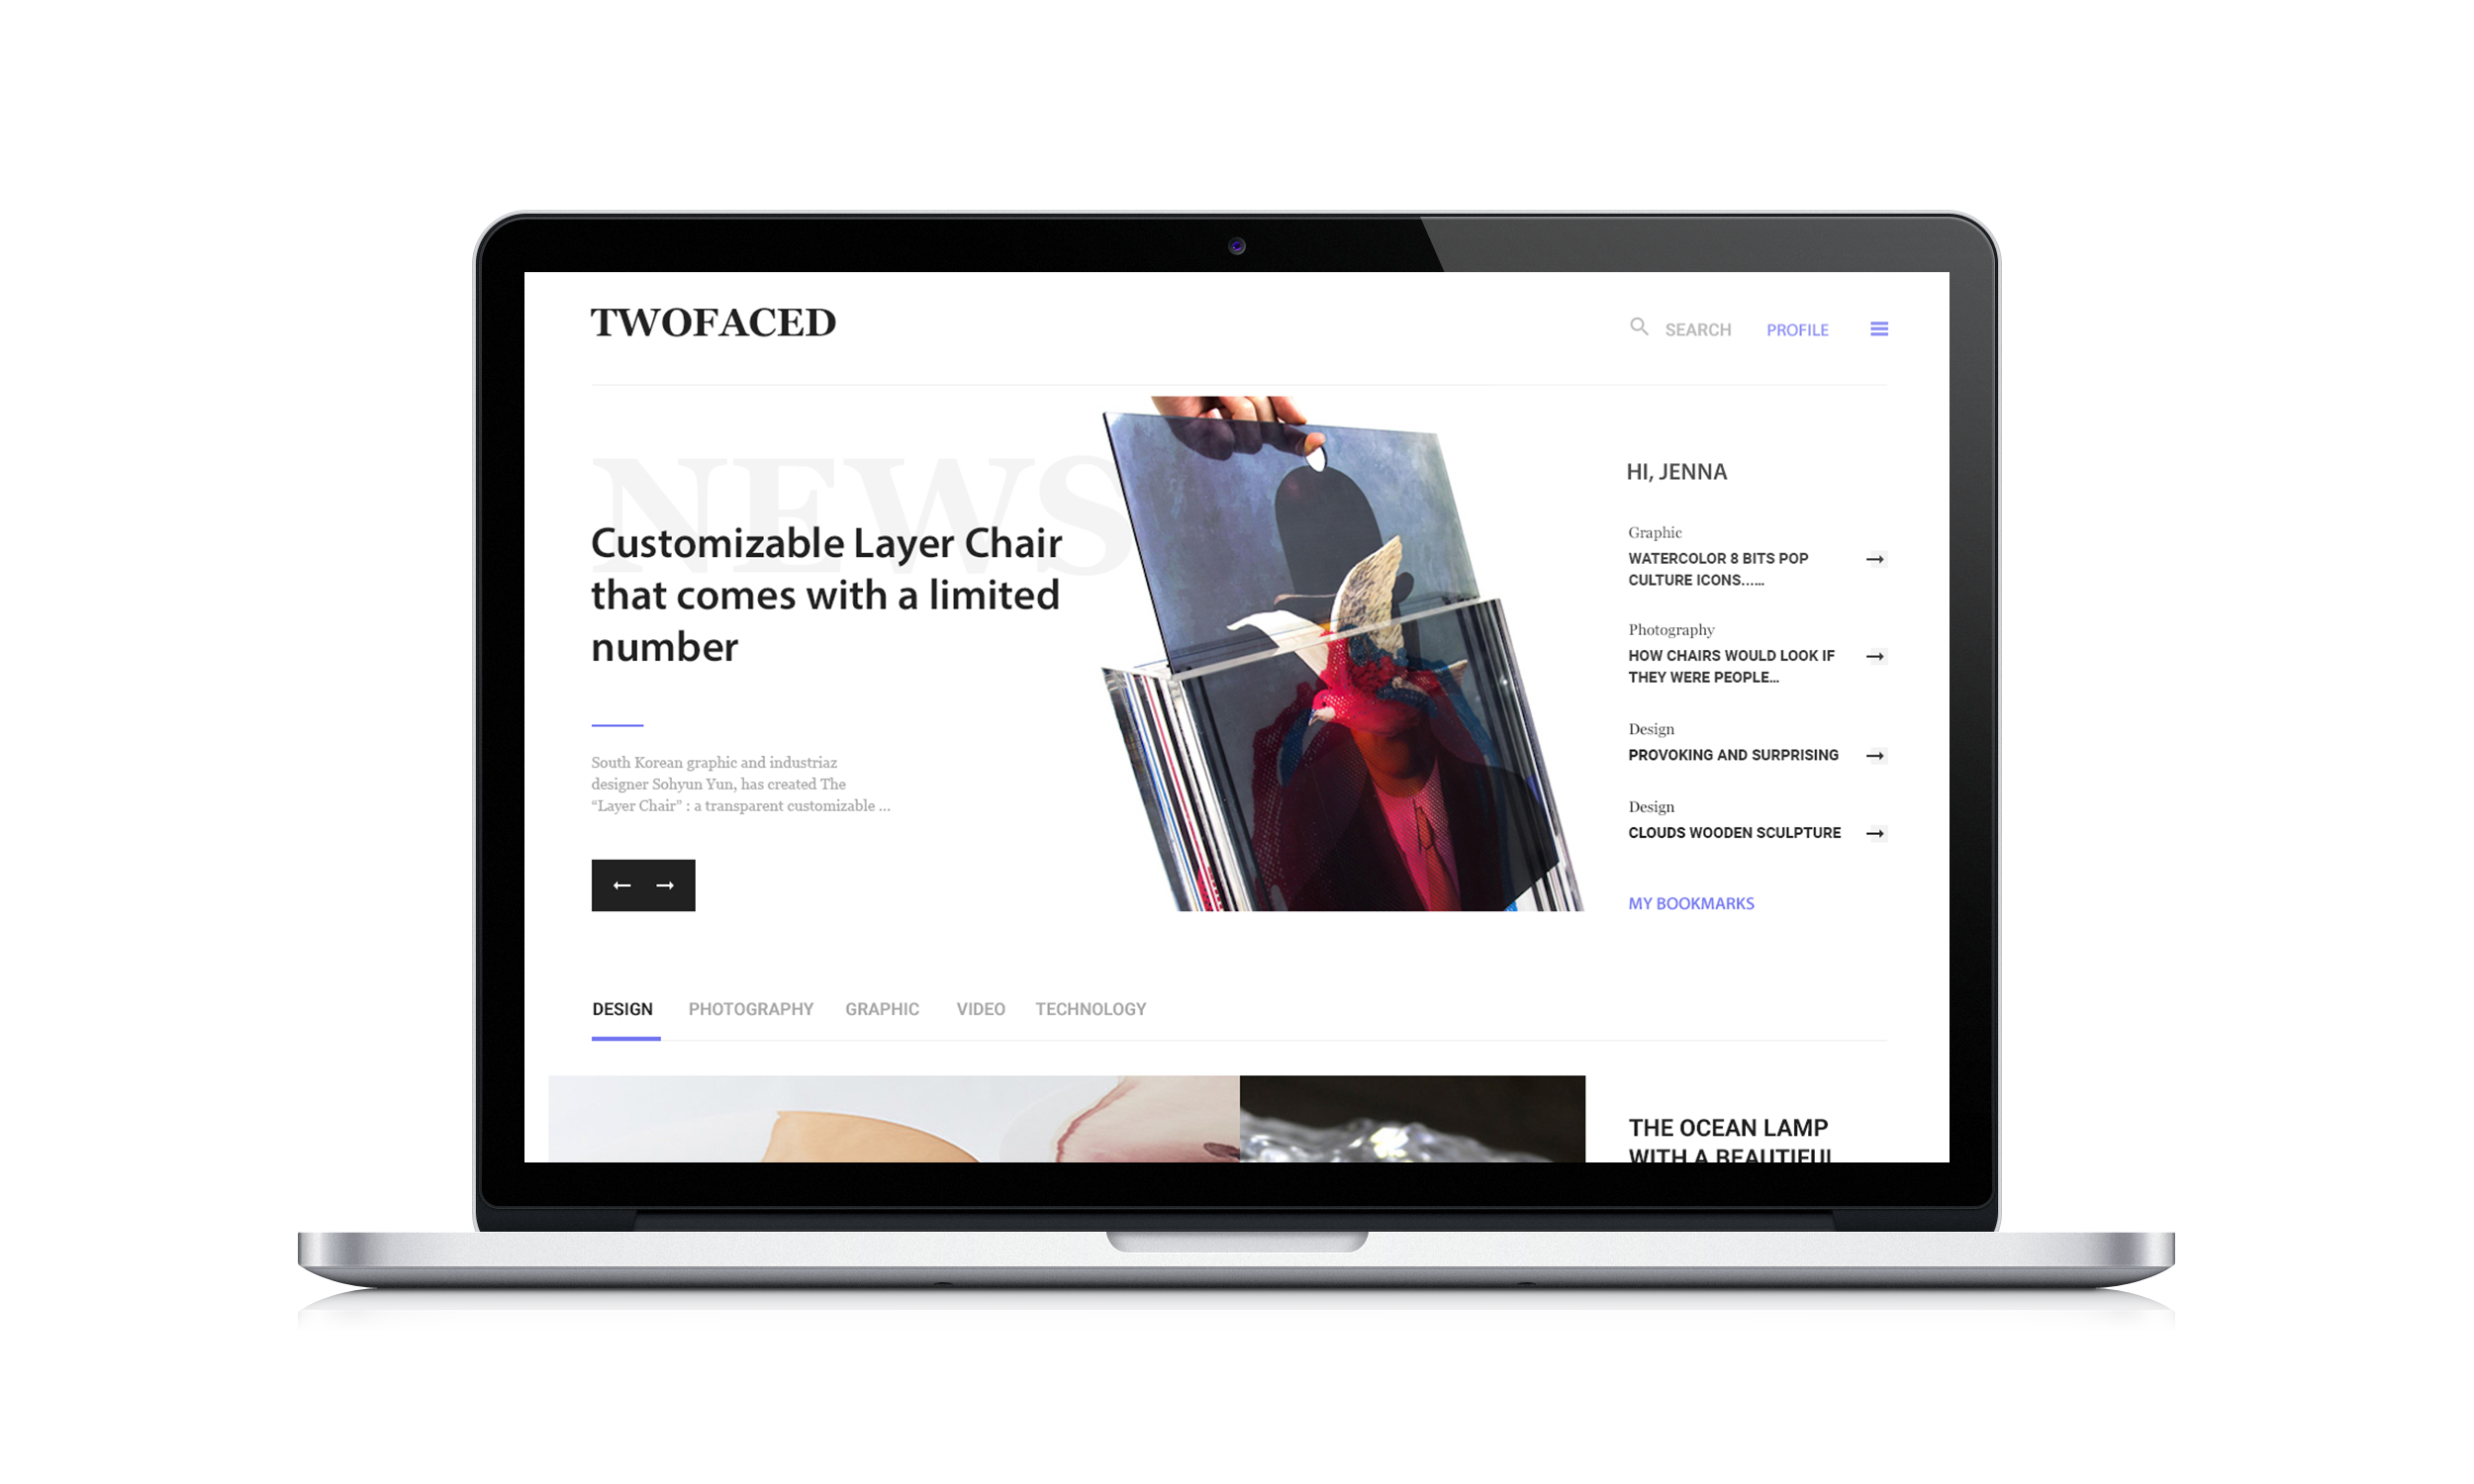 TWOFACED
SEARCH
PROFILE
NEWS
Customizable Layer Chair
that comes with a limited
number
South Korean graphic and industriaz
designer Sohyun Yun, has created The
“Layer Chair” : a transparent customizable ...
HI, JENNA
Graphic
WATERCOLOR 8 BITS POP
CULTURE ICONS......
Photography
HOW CHAIRS WOULD LOOK IF
THEY WERE PEOPLE...
Design
PROVOKING AND SURPRISING
Design
CLOUDS WOODEN SCULPTURE
MY BOOKMARKS
DESIGN
PHOTOGRAPHY
GRAPHIC
VIDEO
TECHNOLOGY
THE OCEAN LAMP
WITH A BEAUTIFUL